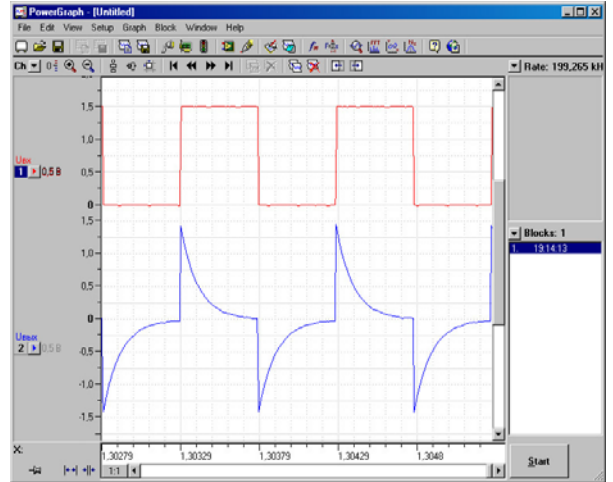 PowerGraph - [Untitled]
File Edit View Setup Graph Block Window Help
Ch Rate: 199,265 kH
1,5
1,0
Uвх
1 0,5 В
0,5
0
1,5
1,0
0,5
0
Uвых
2 0.5 В
-0,5
-1,0
-1,5
Blocks: 1
1. 19:14:13
X:
1,30279 1,30329 1,30379 1,30429 1,3048
1:1
Start